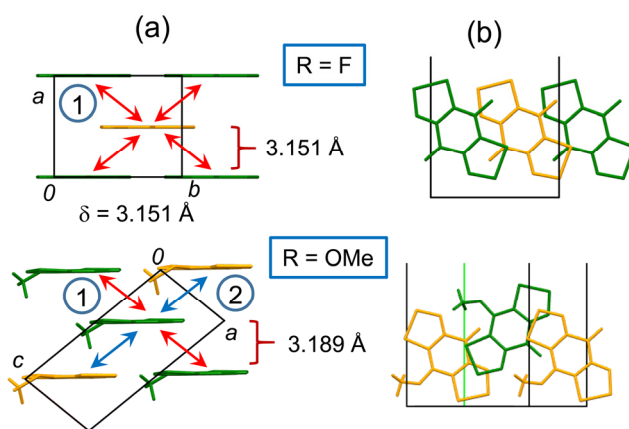 (a)
(b)
R = F
a
1
3.151 Å
0
b
δ = 3.151 Å
R = OMe
0
1
2
a
3.189 Å
c